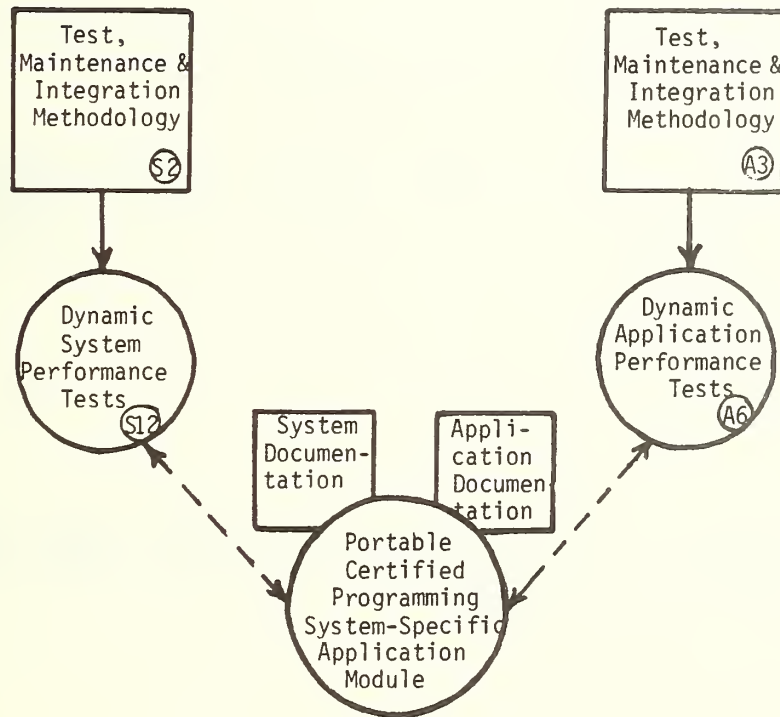 Test,
Maintenance &
Integration
Methodology
S2
Test,
Maintenance &
Integration
Methodology
A3
Dynamic
System
Performance
Tests
S12
Dynamic
Application
Performance
Tests
A6
System
Documen-
tation
Appli-
cation
Documen
tation
Portable
Certified
Programming
System-Specific
Application
Module